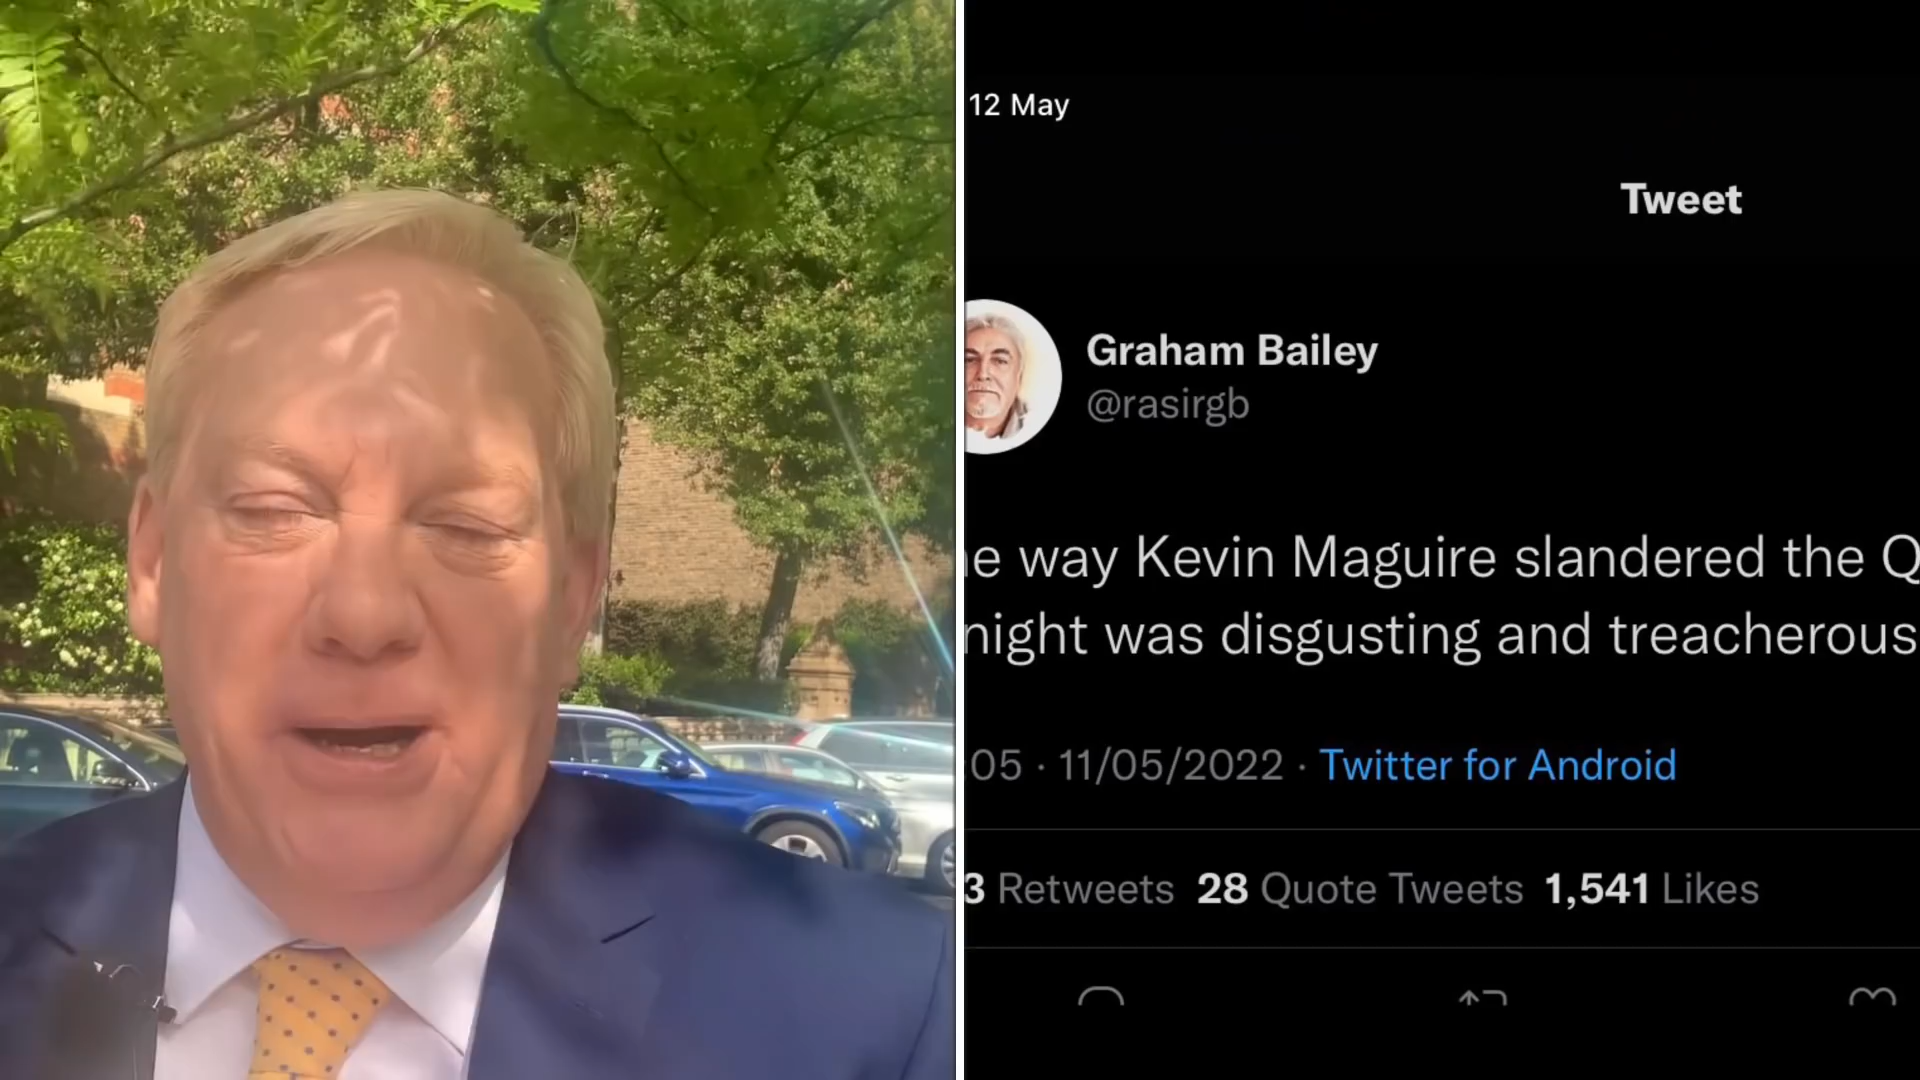 12 May
Tweet
Graham Bailey
@rasirgb
way Kevin Maguire slandered the Q
night was disgusting and treacherous
05 · 11/05/2022 · Twitter for Android
3 Retweets 28 Quote Tweets 1,541 Likes